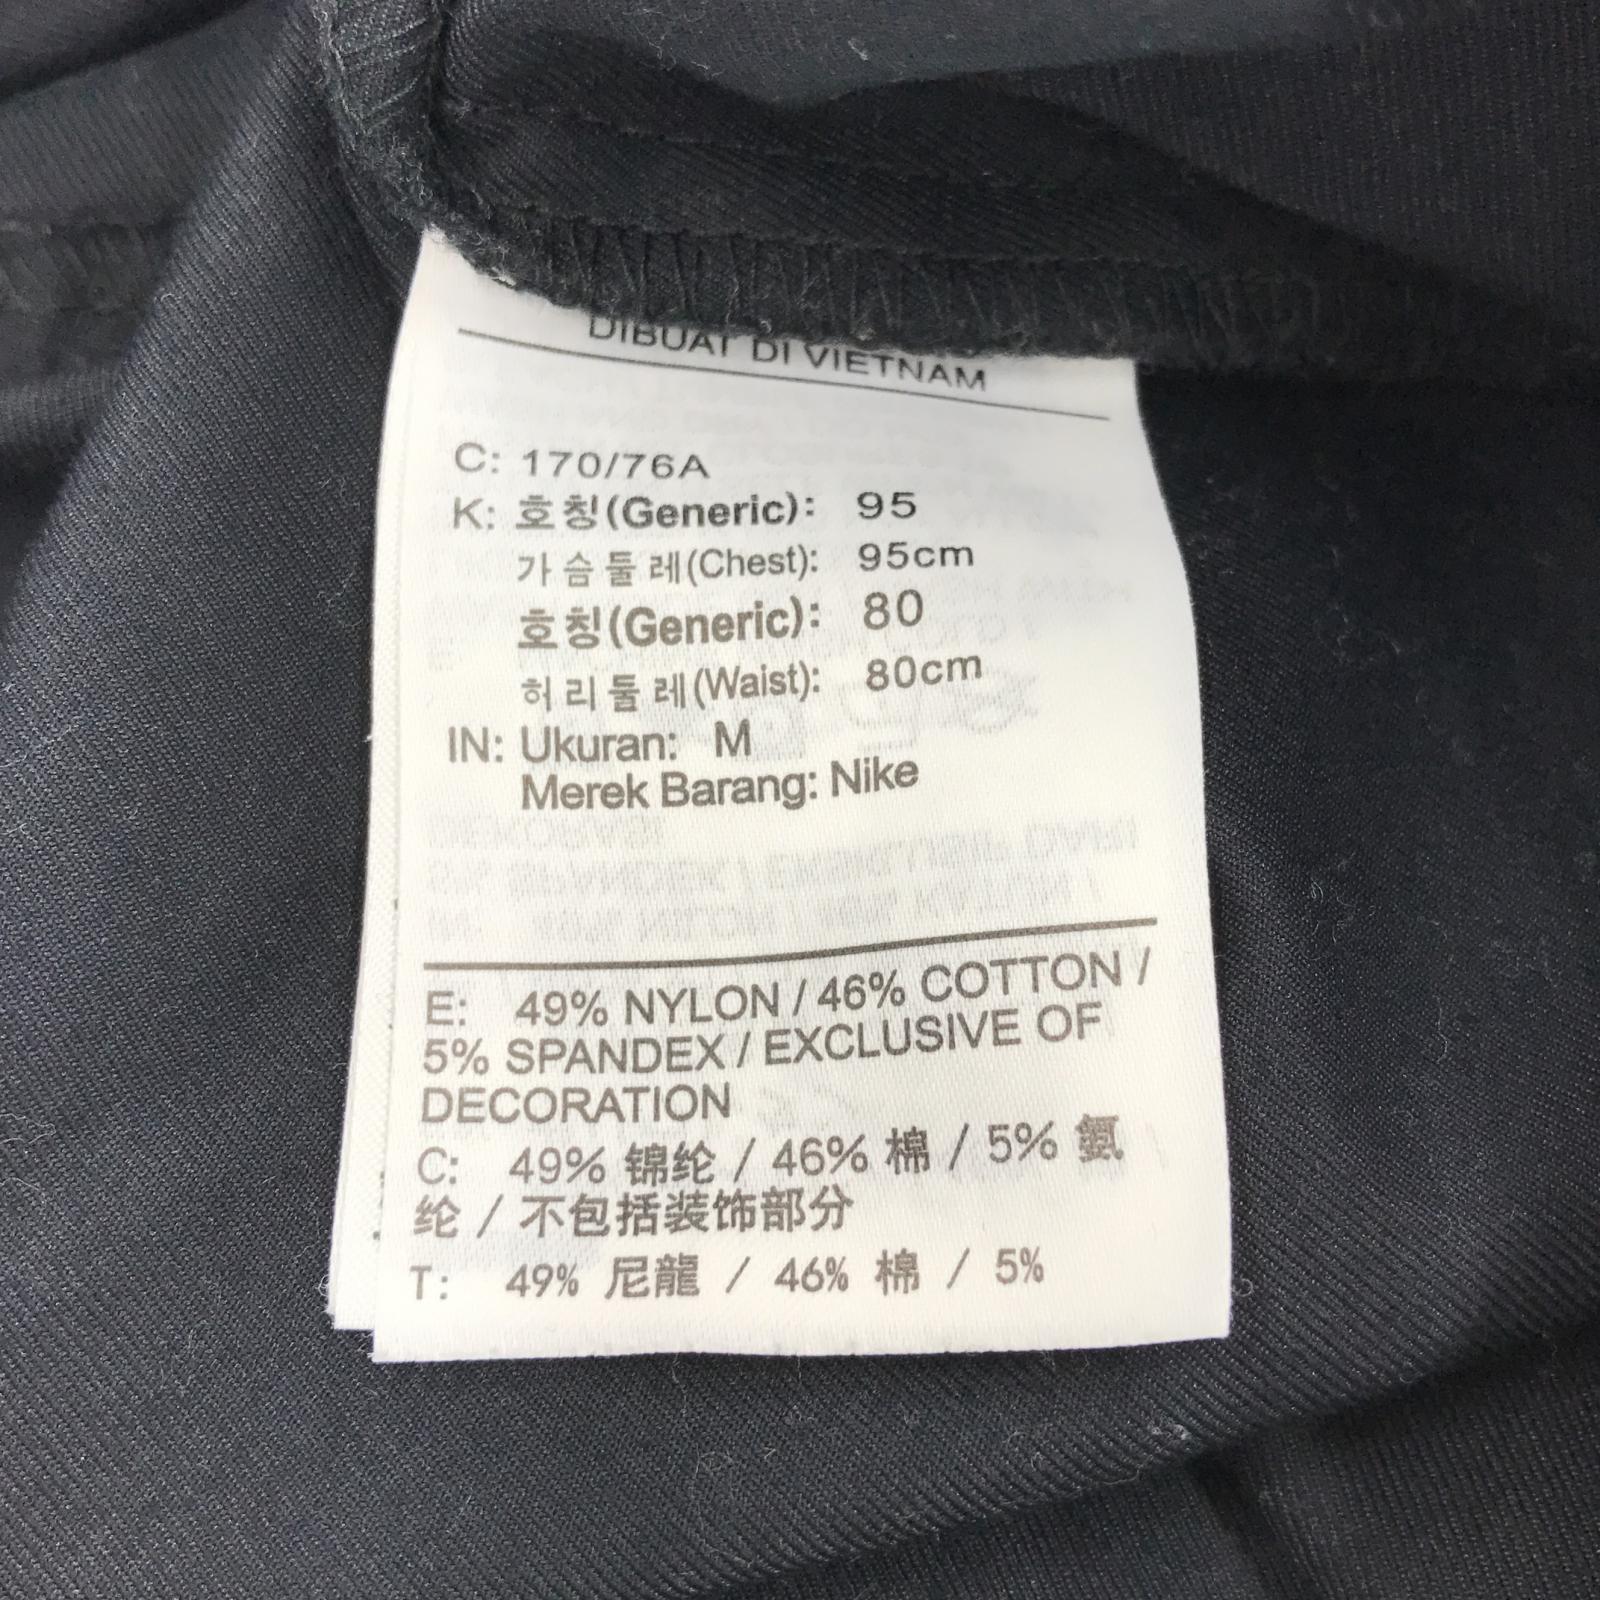 DIBUAT DI VIETNAM
C: 170/76A
K: 호칭(Generic): 95
가슴둘레(Chest): 95cm
호칭(Generic): 80
허리둘레(Waist): 80cm
IN: Ukuran: M
Merek Barang: Nike
E: 49% NYLON / 46% COTTON /
5% SPANDEX / EXCLUSIVE OF
DECORATION
C: 49% 锦纶 / 46% 棉 / 5% 氨
纶 / 不包括装饰部分
T: 49% 尼龍 / 46% 棉 / 5%